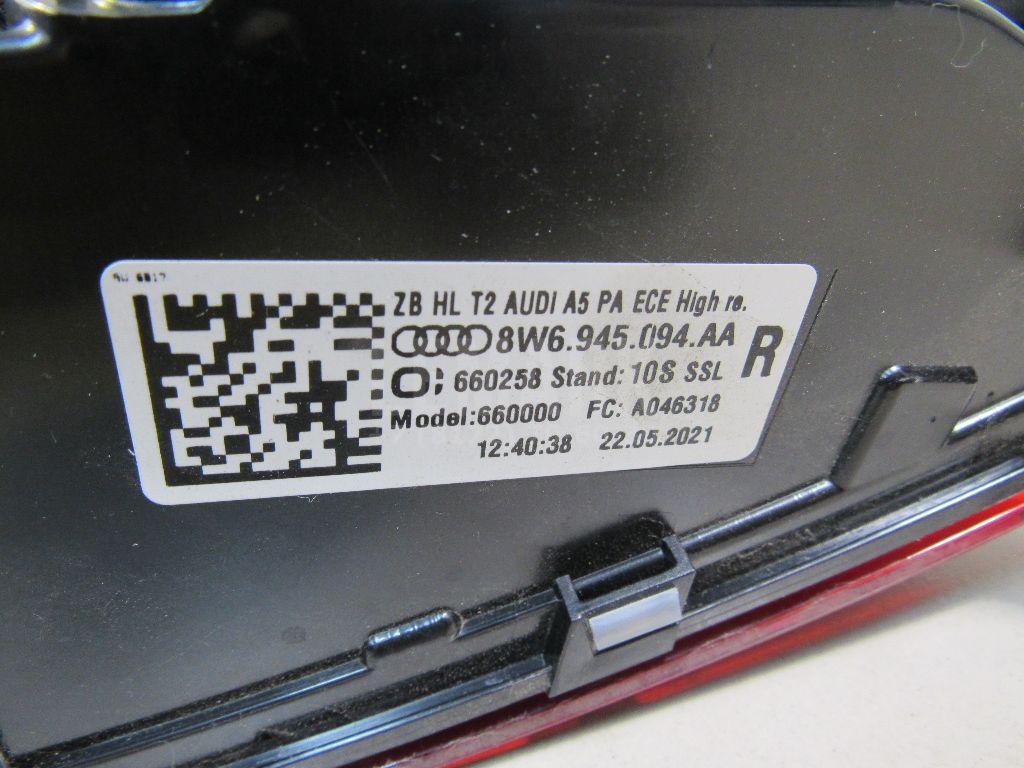 ZB HL T2 AUDI A5 PA ECE High re.
8W6.945.094.AA
R
660258 Stand: 10S SSL
Model:660000 FC: A046318
12:40:38 22.05.2021